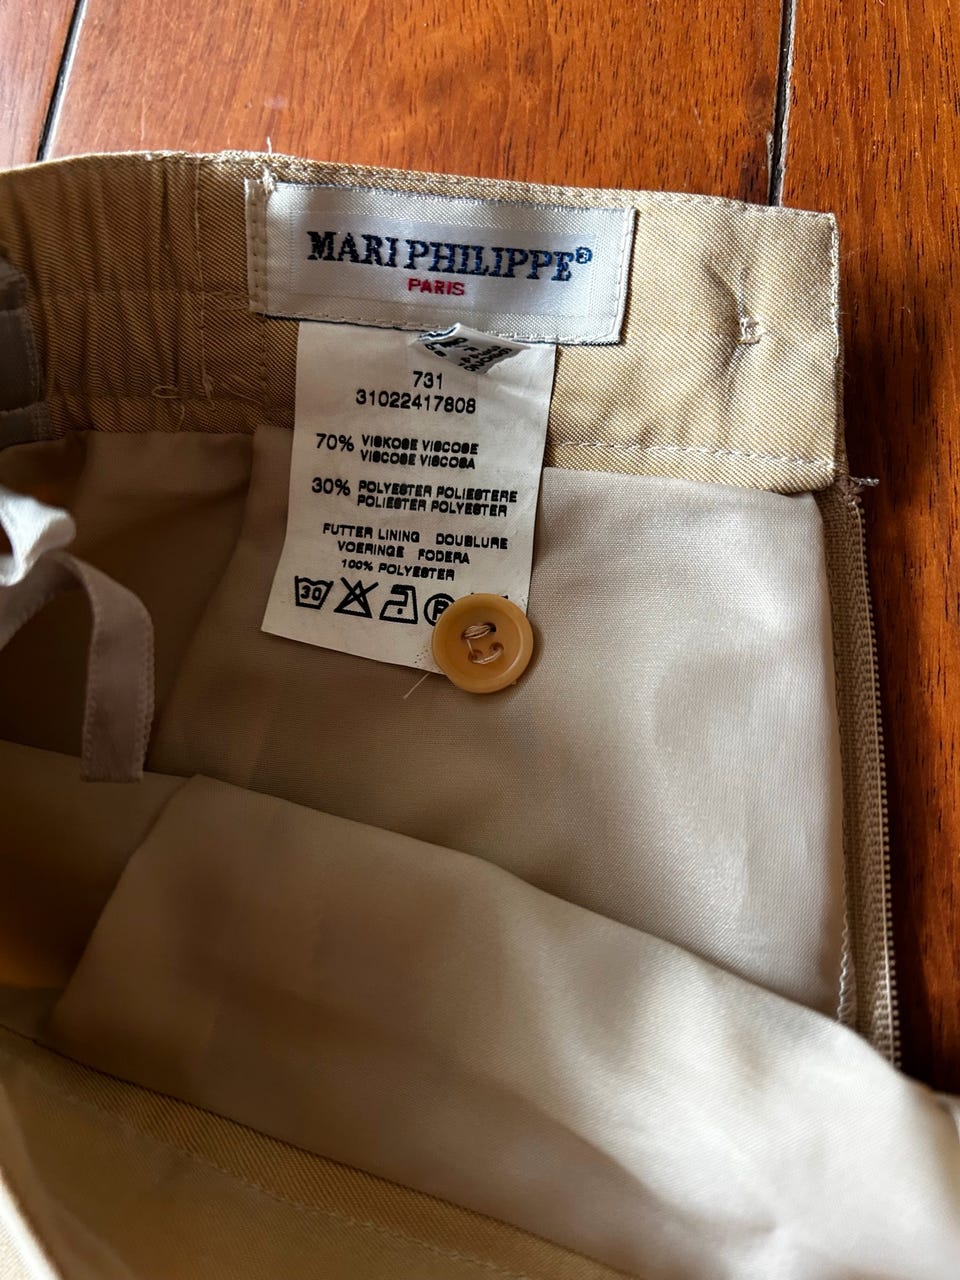 MARI PHILIPPE®
PARIS
731
31022417808
70% VISKOSE VISCOSE
VISCOSE VISCOSA
30% POLYESTER POLIESTERE
POLIESTER POLYESTER
FUTTER LINING DOUBLURE
VOERINGE FODERA
100% POLYESTER
30
P